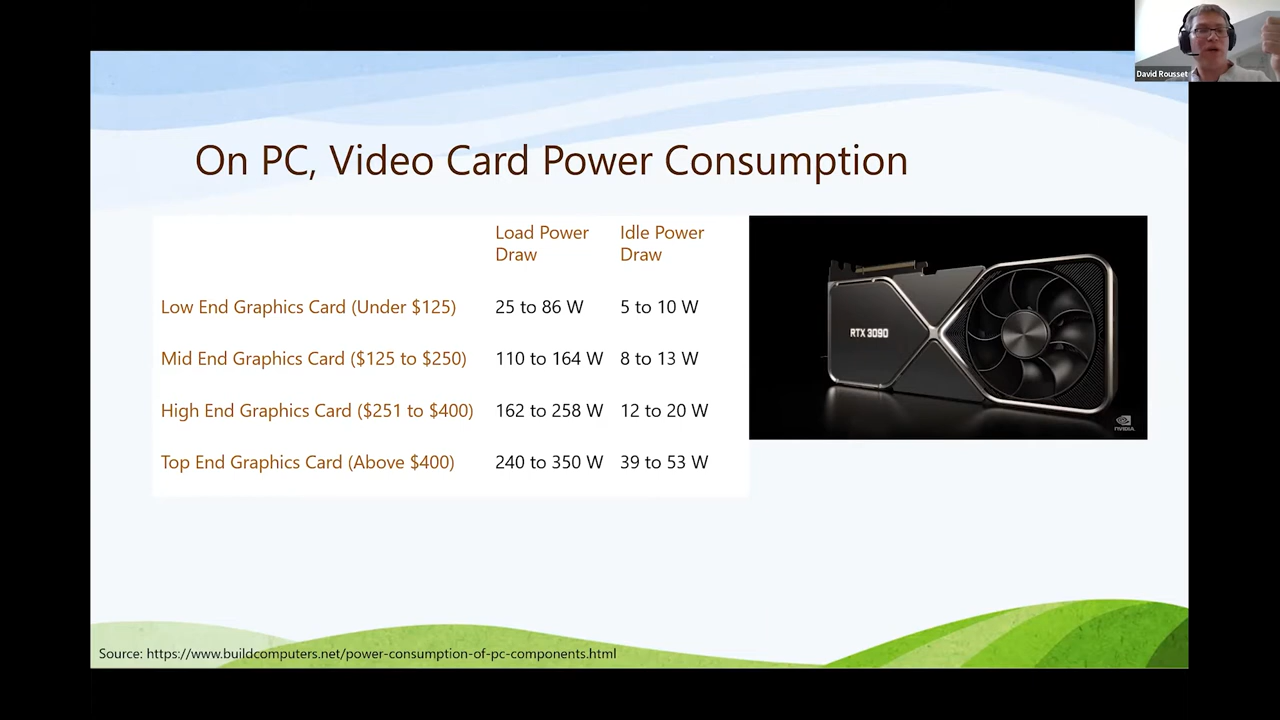 David Rousset
On PC, Video Card Power Consumption
Load Power Draw
Idle Power Draw
Low End Graphics Card (Under $125) 25 to 86 W 5 to 10 W
Mid End Graphics Card ($125 to $250) 110 to 164 W 8 to 13 W
High End Graphics Card ($251 to $400) 162 to 258 W 12 to 20 W
Top End Graphics Card (Above $400) 240 to 350 W 39 to 53 W
RTX 3090
NVIDIA
Source: https://www.buildcomputers.net/power-consumption-of-pc-components.html